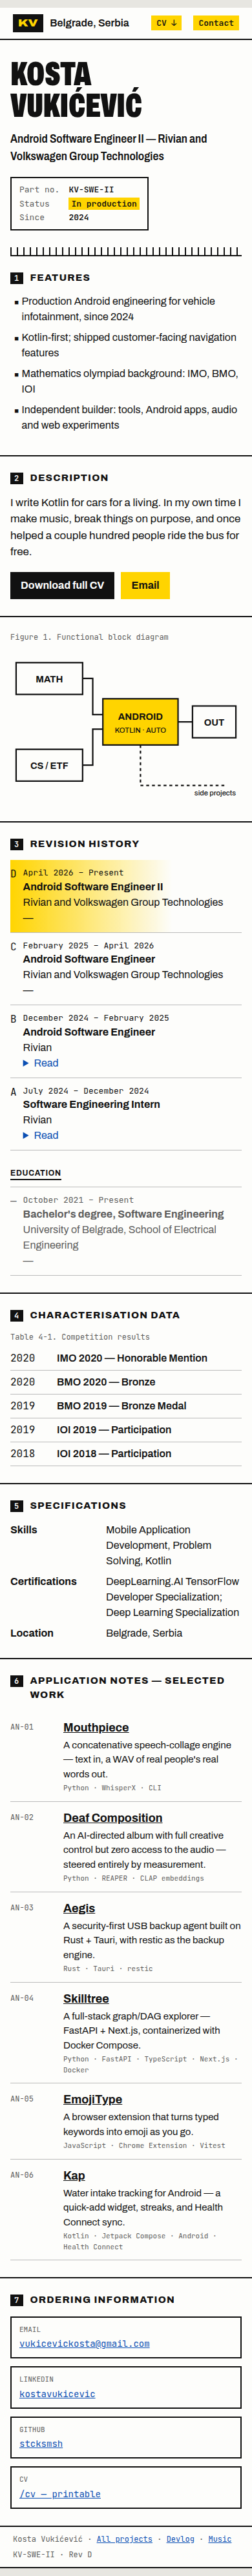 KV Belgrade, Serbia CV ↓ Contact
KOSTA
VUKIĆEVIĆ
Android Software Engineer II — Rivian and
Volkswagen Group Technologies
Part no. KV-SWE-II
Status In production
Since 2024
1 FEATURES
▪ Production Android engineering for vehicle
infotainment, since 2024
▪ Kotlin-first; shipped customer-facing navigation
features
▪ Mathematics olympiad background: IMO, BMO,
IOI
▪ Independent builder: tools, Android apps, audio
and web experiments
2 DESCRIPTION
I write Kotlin for cars for a living. In my own time I
make music, break things on purpose, and once
helped a couple hundred people ride the bus for
free.
Download full CV Email
Figure 1. Functional block diagram
MATH
ANDROID
KOTLIN · AUTO
OUT
CS / ETF
side projects
3 REVISION HISTORY
D April 2026 – Present
Android Software Engineer II
Rivian and Volkswagen Group Technologies
—
C February 2025 – April 2026
Android Software Engineer
Rivian and Volkswagen Group Technologies
—
B December 2024 – February 2025
Android Software Engineer
Rivian
▶ Read
A July 2024 – December 2024
Software Engineering Intern
Rivian
▶ Read
EDUCATION
— October 2021 – Present
Bachelor's degree, Software Engineering
University of Belgrade, School of Electrical
Engineering
—
4 CHARACTERISATION DATA
Table 4-1. Competition results
2020 IMO 2020 — Honorable Mention
2020 BMO 2020 — Bronze
2019 BMO 2019 — Bronze Medal
2019 IOI 2019 — Participation
2018 IOI 2018 — Participation
5 SPECIFICATIONS
Skills Mobile Application
Development, Problem
Solving, Kotlin
Certifications DeepLearning.AI TensorFlow
Developer Specialization;
Deep Learning Specialization
Location Belgrade, Serbia
6 APPLICATION NOTES — SELECTED
WORK
AN-01 Mouthpiece
A concatenative speech-collage engine
— text in, a WAV of real people's real
words out.
Python · WhisperX · CLI
AN-02 Deaf Composition
An AI-directed album with full creative
control but zero access to the audio —
steered entirely by measurement.
Python · REAPER · CLAP embeddings
AN-03 Aegis
A security-first USB backup agent built on
Rust + Tauri, with restic as the backup
engine.
Rust · Tauri · restic
AN-04 Skilltree
A full-stack graph/DAG explorer —
FastAPI + Next.js, containerized with
Docker Compose.
Python · FastAPI · TypeScript · Next.js ·
Docker
AN-05 EmojiType
A browser extension that turns typed
keywords into emoji as you go.
JavaScript · Chrome Extension · Vitest
AN-06 Kap
Water intake tracking for Android — a
quick-add widget, streaks, and Health
Connect sync.
Kotlin · Jetpack Compose · Android ·
Health Connect
7 ORDERING INFORMATION
EMAIL
vukicevickosta@gmail.com
LINKEDIN
kostavukicevic
GITHUB
stcksmsh
CV
/cv — printable
Kosta Vukićević · All projects · Devlog · Music
KV-SWE-II · Rev D